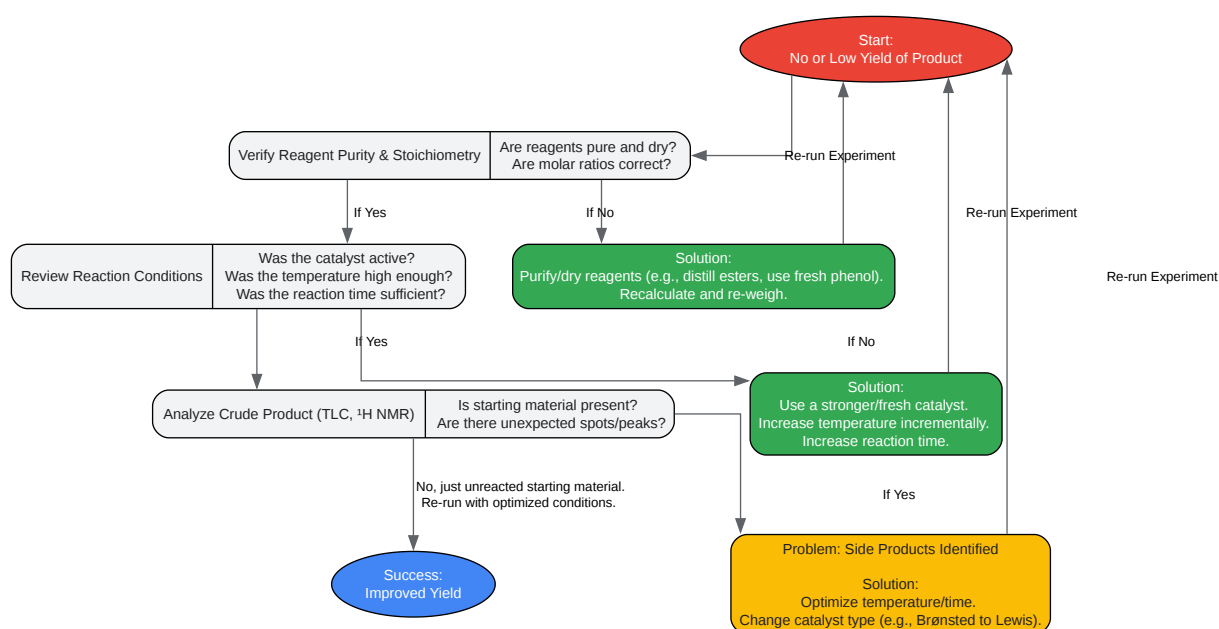 Start:
No or Low Yield of Product
Verify Reagent Purity & Stoichiometry
Are reagents pure and dry?
Are molar ratios correct?
Re-run Experiment
If Yes
If No
Re-run Experiment
Review Reaction Conditions
Was the catalyst active?
Was the temperature high enough?
Was the reaction time sufficient?
Solution:
Purify/dry reagents (e.g., distill esters, use fresh phenol).
Recalculate and re-weigh.
Re-run Experiment
If Yes
If No
Analyze Crude Product (TLC, ¹H NMR)
Is starting material present?
Are there unexpected spots/peaks?
Solution:
Use a stronger/fresh catalyst.
Increase temperature incrementally.
Increase reaction time.
No, just unreacted starting material.
Re-run with optimized conditions.
If Yes
Success:
Improved Yield
Problem: Side Products Identified
Solution:
Optimize temperature/time.
Change catalyst type (e.g., Brønsted to Lewis).